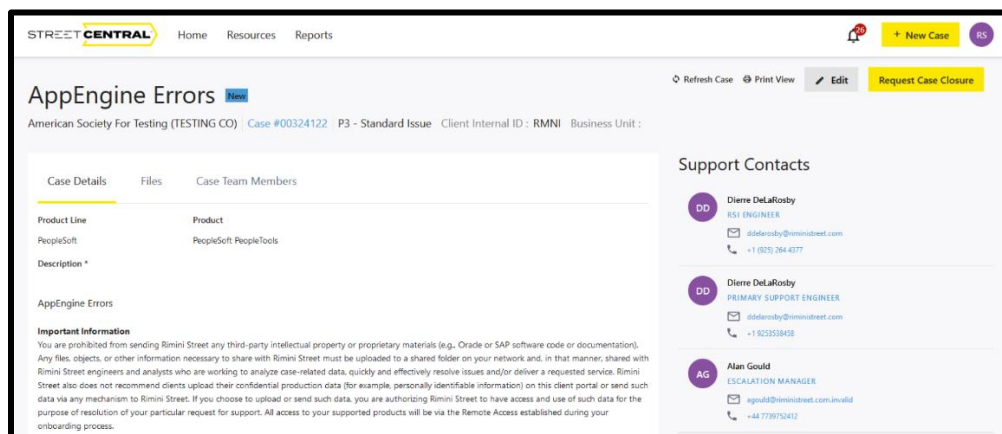 STREET CENTRAL Home Resources Reports 26 + New Case RS
Refresh Case Print View Edit Request Case Closure
AppEngine Errors New
American Society For Testing (TESTING CO) Case #00324122 P3 - Standard Issue Client Internal ID : RMNI Business Unit :
Case Details Files Case Team Members
Product Line Product
PeopleSoft PeopleSoft PeopleTools
Description *
AppEngine Errors
Important Information
You are prohibited from sending Rimini Street any third-party intellectual property or proprietary materials (e.g., Oracle or SAP software code or documentation).
Any files, objects, or other information necessary to share with Rimini Street must be uploaded to a shared folder on your network and, in that manner, shared with
Rimini Street engineers and analysts who are working to analyze case-related data, quickly and effectively resolve issues and/or deliver a requested service. Rimini
Street also does not recommend clients upload their confidential production data (for example, personally identifiable information) on this client portal or send such
data via any mechanism to Rimini Street. If you choose to upload or send such data, you are authorizing Rimini Street to have access and use of such data for the
purpose of resolution of your particular request for support. All access to your supported products will be via the Remote Access established during your
onboarding process.
Support Contacts
DD Dierre DeLaRosby
RSI ENGINEER
ddelarosby@riministreet.com
+1 (925) 264-4377
DD Dierre DeLaRosby
PRIMARY SUPPORT ENGINEER
ddelarosby@riministreet.com
+1 9253538458
AG Alan Gould
ESCALATION MANAGER
agould@riministreet.com.invalid
+44 7739752412